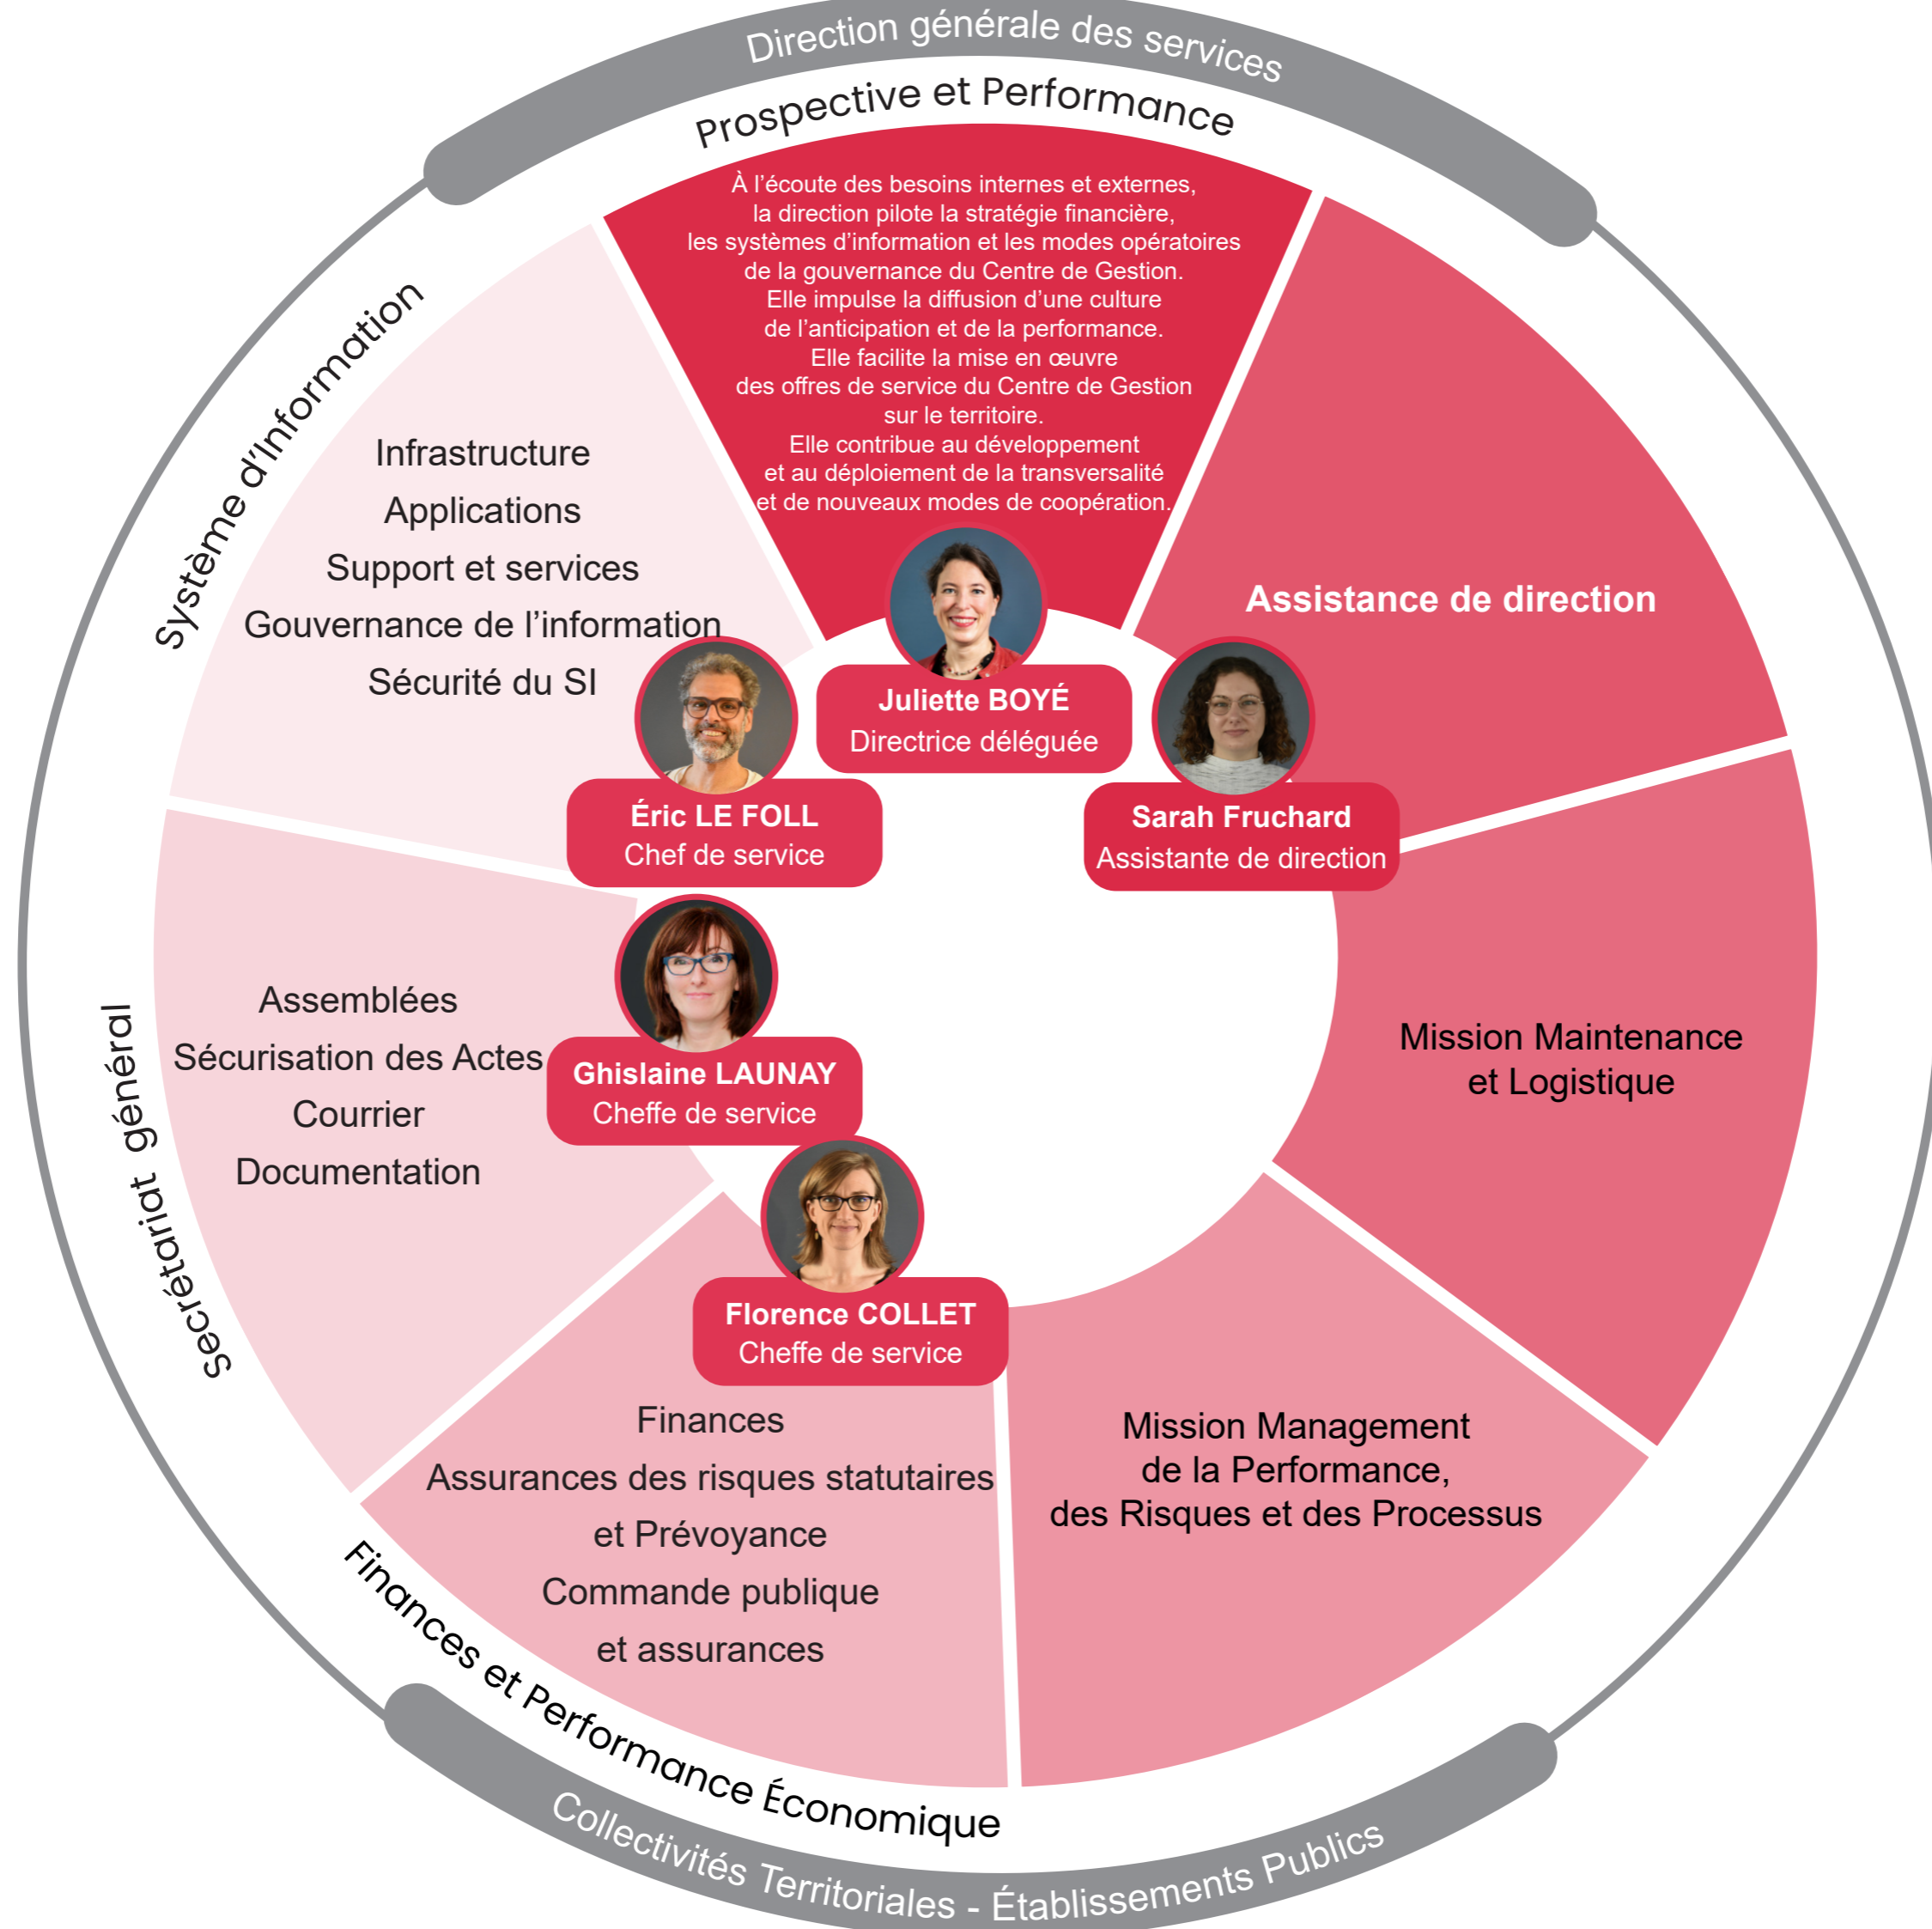 Direction générale des services
Prospective et Performance
À l’écoute des besoins internes et externes,
la direction pilote la stratégie financière,
les systèmes d’information et les modes opératoires
de la gouvernance du Centre de Gestion.
Elle impulse la diffusion d’une culture
de l’anticipation et de la performance.
Elle facilite la mise en œuvre
des offres de service du Centre de Gestion
sur le territoire.
Elle contribue au développement
et au déploiement de la transversalité
et de nouveaux modes de coopération.
Juliette BOYÉ
Directrice déléguée
Assistance de direction
Sarah Fruchard
Assistante de direction
Mission Maintenance
et Logistique
Mission Management
de la Performance,
des Risques et des Processus
Finances et Performance Économique
Florence COLLET
Cheffe de service
Finances
Assurances des risques statutaires
et Prévoyance
Commande publique
et assurances
Secrétariat général
Assemblées
Sécurisation des Actes
Courrier
Documentation
Ghislaine LAUNAY
Cheffe de service
Système d’Information
Infrastructure
Applications
Support et services
Gouvernance de l’information
Sécurité du SI
Éric LE FOLL
Chef de service
Collectivités Territoriales - Établissements Publics